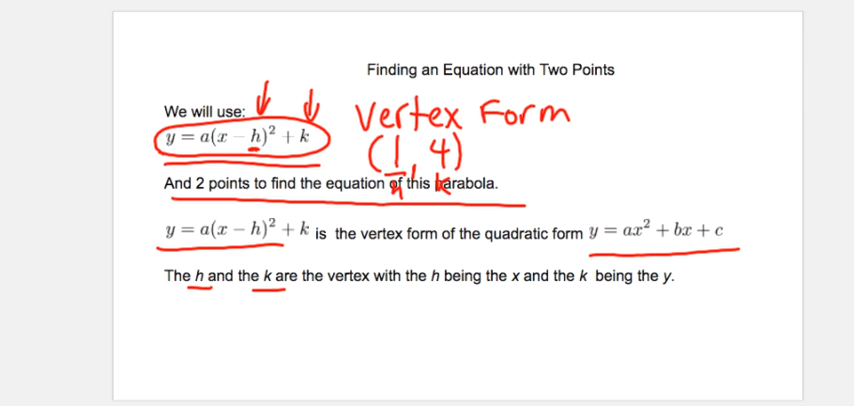 Finding an Equation with Two Points
We will use:
Vertex Form
y = a(x − h)² + k
(1, 4)
h k
And 2 points to find the equation of this parabola.
y = a(x − h)² + k is the vertex form of the quadratic form y = ax² + bx + c
The h and the k are the vertex with the h being the x and the k being the y.